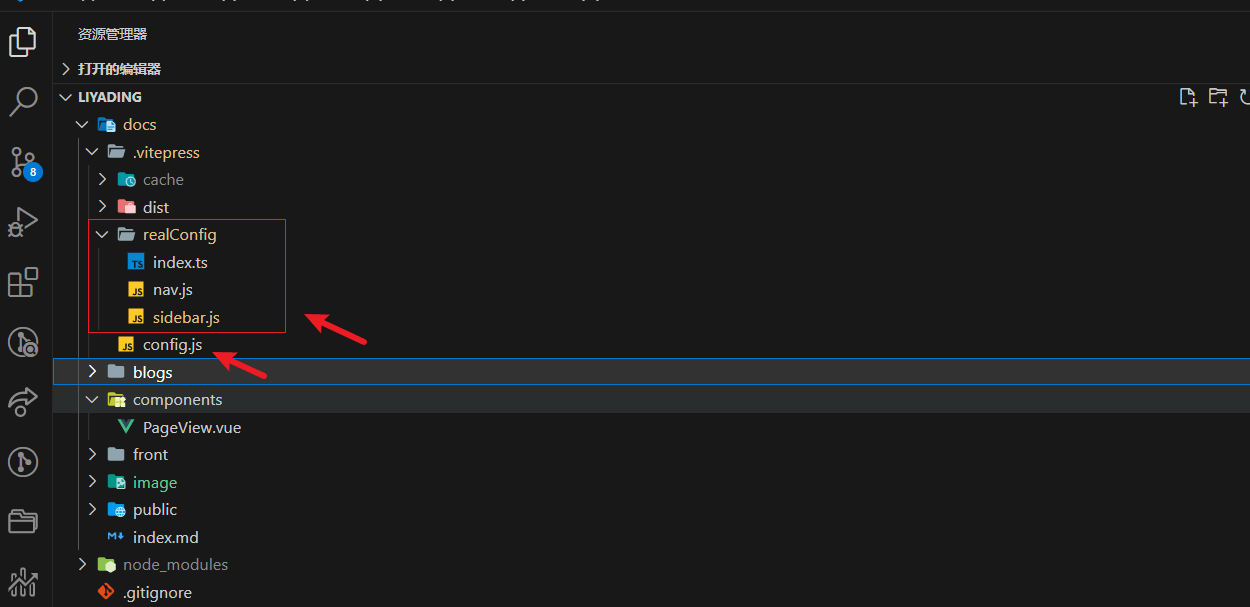 资源管理器
打开的编辑器
LIYADING
docs
.vitepress
cache
8
dist
realConfig
TS index.ts
JS nav.js
JS sidebar.js
JS config.js
blogs
components
PageView.vue
front
image
public
M↓ index.md
node_modules
.gitignore